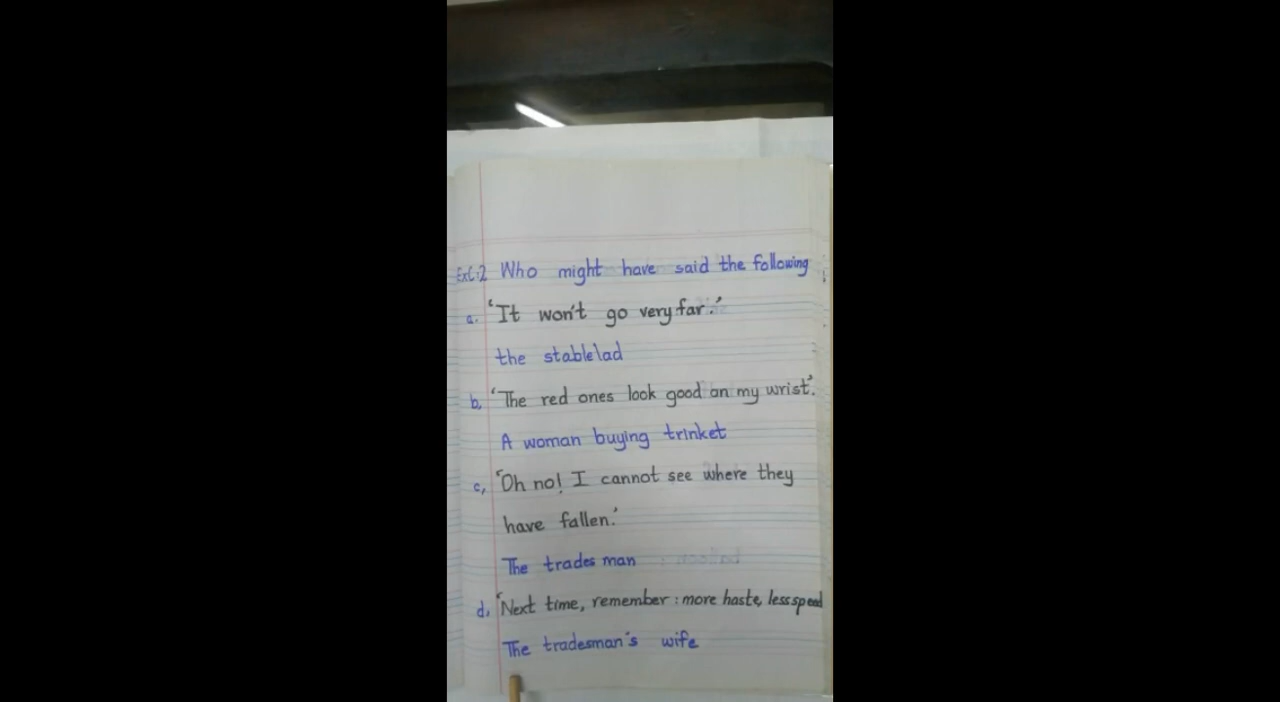 Ex:2 Who might have said the following
a. 'It won't go very far.'
the stablelad
b, 'The red ones look good on my wrist'.
A woman buying trinket
c, 'Oh no! I cannot see where they
have fallen.'
The trades man
d, 'Next time, remember: more haste, less speed
The tradesman's wife